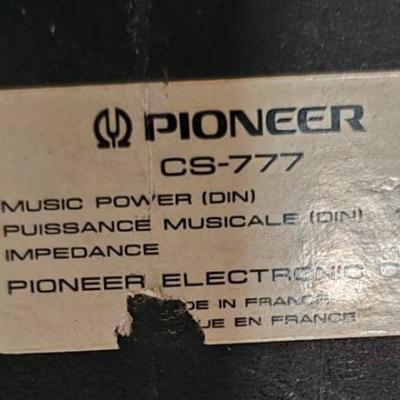 PIONEER
CS-777
MUSIC POWER (DIN)
PUISSANCE MUSICALE (DIN)
IMPEDANCE
PIONEER ELECTRONIC
DE IN FRANCE
UE EN FRANCE